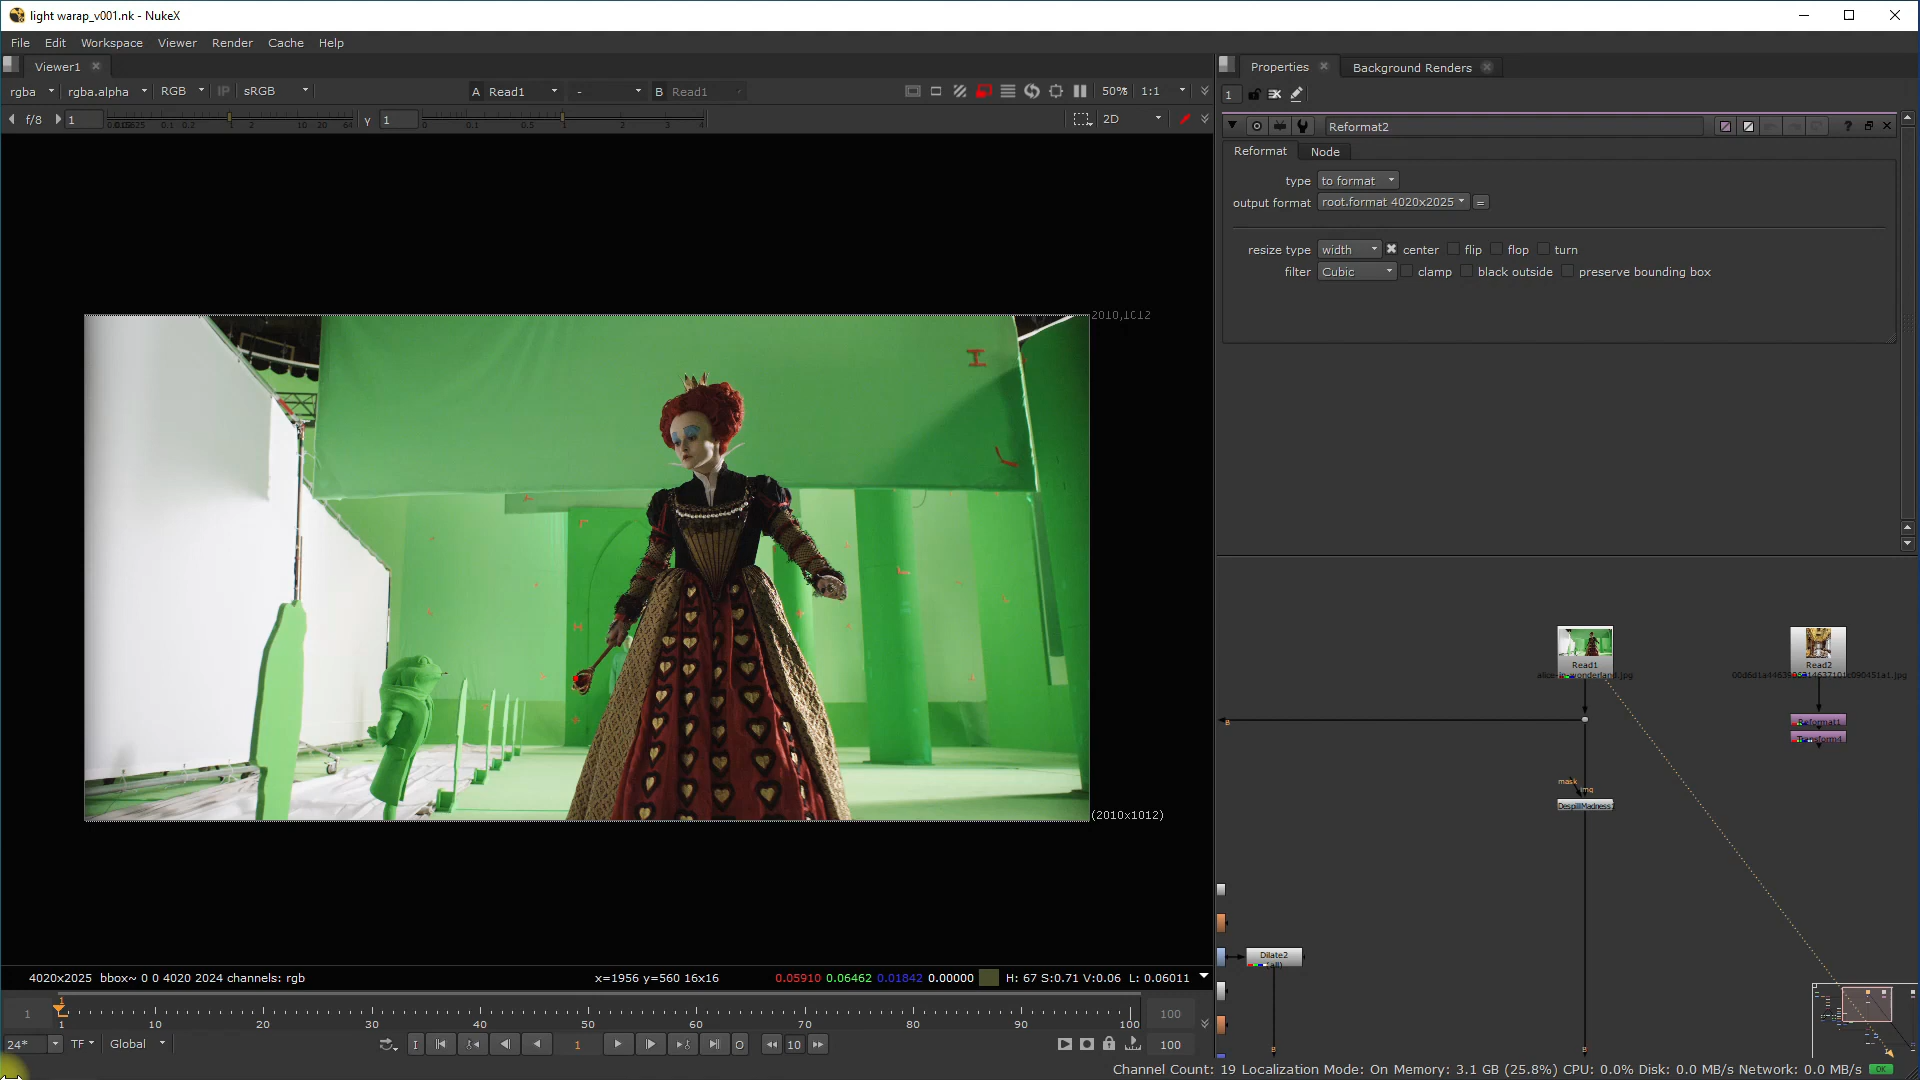 light warap_v001.nk - NukeX
File Edit Workspace Viewer Render Cache Help
Viewer1
Properties
Background Renders
rgba rgba.alpha RGB IP sRGB A Read1 - B Read1 50% 1:1
1
f/8 1 y 1 2D
Reformat2
Reformat Node
type to format
output format root.format 4020x2025 =
resize type width center flip flop turn
filter Cubic clamp black outside preserve bounding box
2010,1012
(2010x1012)
Read1
Read2
B
Reformat1
Transform4
mask
img
DespillMadness
Dilate2
B
B
4020x2025 bbox~ 0 0 4020 2024 channels: rgb x=1956 y=560 16x16 0.05910 0.06462 0.01842 0.00000 H: 67 S:0.71 V:0.06 L: 0.06011
1 1 100
1 10 20 30 40 50 60 70 80 90 100
24* TF Global I 1 O 10 100
Channel Count: 19 Localization Mode: On Memory: 3.1 GB (25.8%) CPU: 0.0% Disk: 0.0 MB/s Network: 0.0 MB/s OK